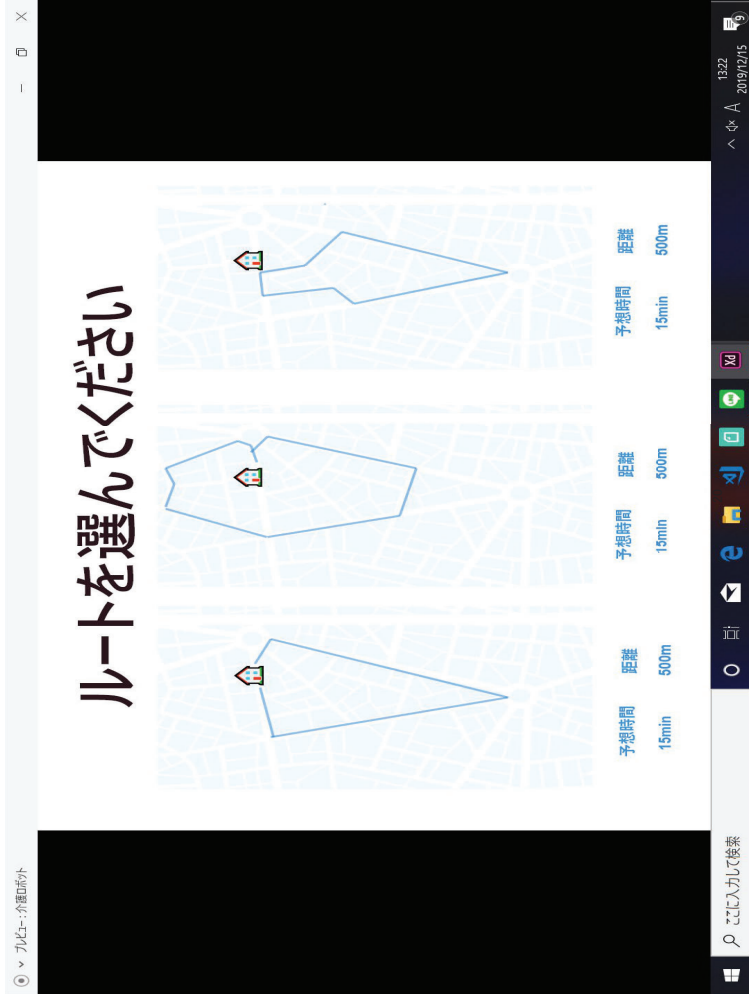 プレビュー : 介護ロボット
ルートを選んでください
予想時間 距離
15min 500m
予想時間 距離
15min 500m
予想時間 距離
15min 500m
ここに入力して検索
A
13:22
2019/12/15
9
LINE
Xd